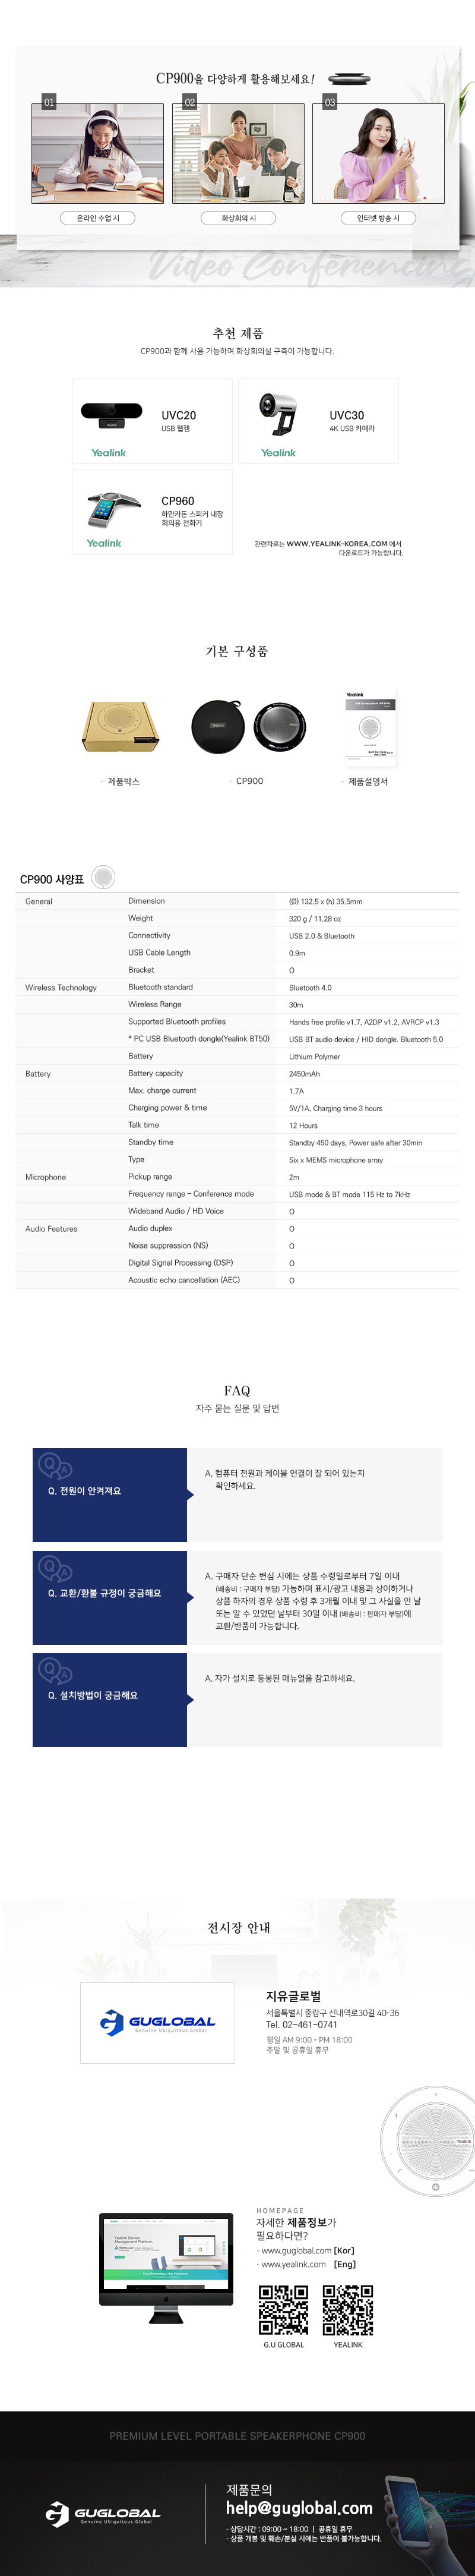 CP900을 다양하게 활용해보세요!
01
02
03
온라인 수업 시
화상회의 시
인터넷 방송 시
Video Conferencing
추천 제품
CP900과 함께 사용 가능하며 화상회의실 구축이 가능합니다.
UVC20
USB 웹캠
Yealink
UVC30
4K USB 카메라
Yealink
CP960
하만카돈 스피커 내장
회의용 전화기
Yealink
관련자료는 WWW.YEALINK-KOREA.COM 에서
다운로드가 가능합니다.
기본 구성품
Yealink
제품박스
CP900
제품설명서
CP900 사양표
General Dimension (Ø) 132.5 x (h) 35.5mm
Weight 320 g / 11.28 oz
Connectivity USB 2.0 & Bluetooth
USB Cable Length 0.9m
Bracket O
Wireless Technology Bluetooth standard Bluetooth 4.0
Wireless Range 30m
Supported Bluetooth profiles Hands free profile v1.7, A2DP v1.2, AVRCP v1.3
* PC USB Bluetooth dongle(Yealink BT50) USB BT audio device / HID dongle. Bluetooth 5.0
Battery Lithium Polymer
Battery Battery capacity 2450mAh
Max. charge current 1.7A
Charging power & time 5V/1A, Charging time 3 hours
Talk time 12 Hours
Standby time Standby 450 days, Power safe after 30min
Type Six x MEMS microphone array
Microphone Pickup range 2m
Frequency range – Conference mode USB mode & BT mode 115 Hz to 7kHz
Wideband Audio / HD Voice O
Audio Features Audio duplex O
Noise suppression (NS) O
Digital Signal Processing (DSP) O
Acoustic echo cancellation (AEC) O
FAQ
자주 묻는 질문 및 답변
Q A
Q. 전원이 안켜져요
A. 컴퓨터 전원과 케이블 연결이 잘 되어 있는지
확인하세요.
Q A
Q. 교환/환불 규정이 궁금해요
A. 구매자 단순 변심 시에는 상품 수령일로부터 7일 이내
(배송비 : 구매자 부담) 가능하며 표시/광고 내용과 상이하거나
상품 하자의 경우 상품 수령 후 3개월 이내 및 그 사실을 안 날
또는 알 수 있었던 날부터 30일 이내 (배송비 : 판매자 부담)에
교환/반품이 가능합니다.
Q A
Q. 설치방법이 궁금해요
A. 자가 설치로 동봉된 매뉴얼을 참고하세요.
전시장 안내
GUGLOBAL
Genuine Ubiquitous Global
지유글로벌
서울특별시 중랑구 신내역로30길 40-36
Tel. 02-461-0741
평일 AM 9:00 - PM 18:00
주말 및 공휴일 휴무
Yealink
HOMEPAGE
자세한 제품정보가
필요하다면?
· www.guglobal.com [Kor]
· www.yealink.com [Eng]
Yealink Device
Management Platform
G.U GLOBAL
YEALINK
PREMIUM LEVEL PORTABLE SPEAKERPHONE CP900
GUGLOBAL
Genuine Ubiquitous Global
제품문의
help@guglobal.com
· 상담시간 : 09:00 ~ 18:00 | 공휴일 휴무
· 상품 개봉 및 훼손/분실 시에는 반품이 불가능합니다.